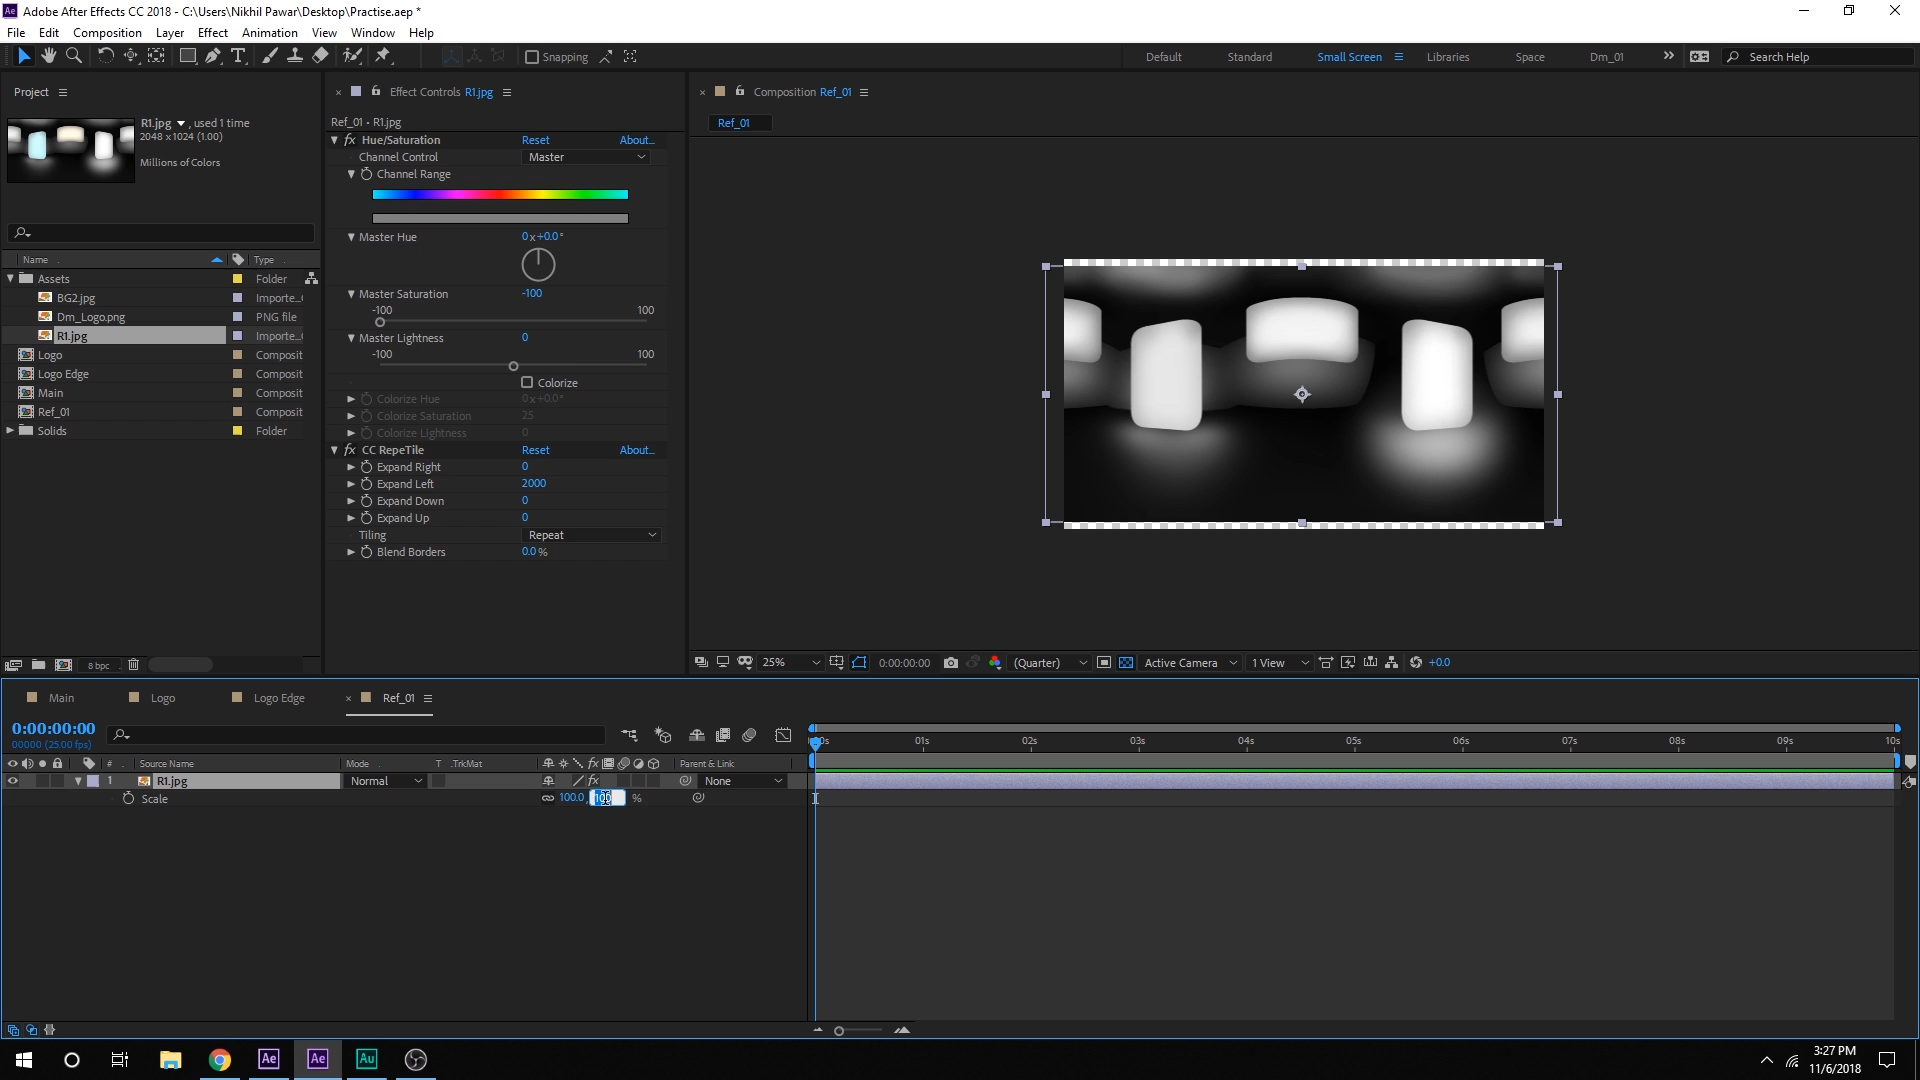 Adobe After Effects CC 2018 - C:\Users\Nikhil Pawar\Desktop\Practise.aep *
File Edit Composition Layer Effect Animation View Window Help
Snapping
Default Standard Small Screen Libraries Space Dm_01 Search Help
Project
R1.jpg , used 1 time
2048 x 1024 (1.00)
Millions of Colors
Name Type
Assets Folder
BG2.jpg Importe...
Dm_Logo.png PNG file
R1.jpg Importe...
Logo Composit
Logo Edge Composit
Main Composit
Ref_01 Composit
Solids Folder
8 bpc
Effect Controls R1.jpg
Ref_01 • R1.jpg
fx Hue/Saturation Reset About...
Channel Control Master
Channel Range
Master Hue 0x+0.0°
Master Saturation -100
-100 100
Master Lightness 0
-100 100
Colorize
Colorize Hue 0x+0.0°
Colorize Saturation 25
Colorize Lightness 0
fx CC RepeTile Reset About...
Expand Right 0
Expand Left 2000
Expand Down 0
Expand Up 0
Tiling Repeat
Blend Borders 0.0 %
Composition Ref_01
Ref_01
25% 0:00:00:00 (Quarter) Active Camera 1 View +0.0
Main Logo Logo Edge Ref_01
0:00:00:00
00000 (25.00 fps)
01s 02s 03s 04s 05s 06s 07s 08s 09s 10s
# Source Name Mode T .TrkMat fx Parent & Link
1 R1.jpg Normal fx None
Scale 100.0, 100 %
Ae Ae Au
3:27 PM
11/6/2018